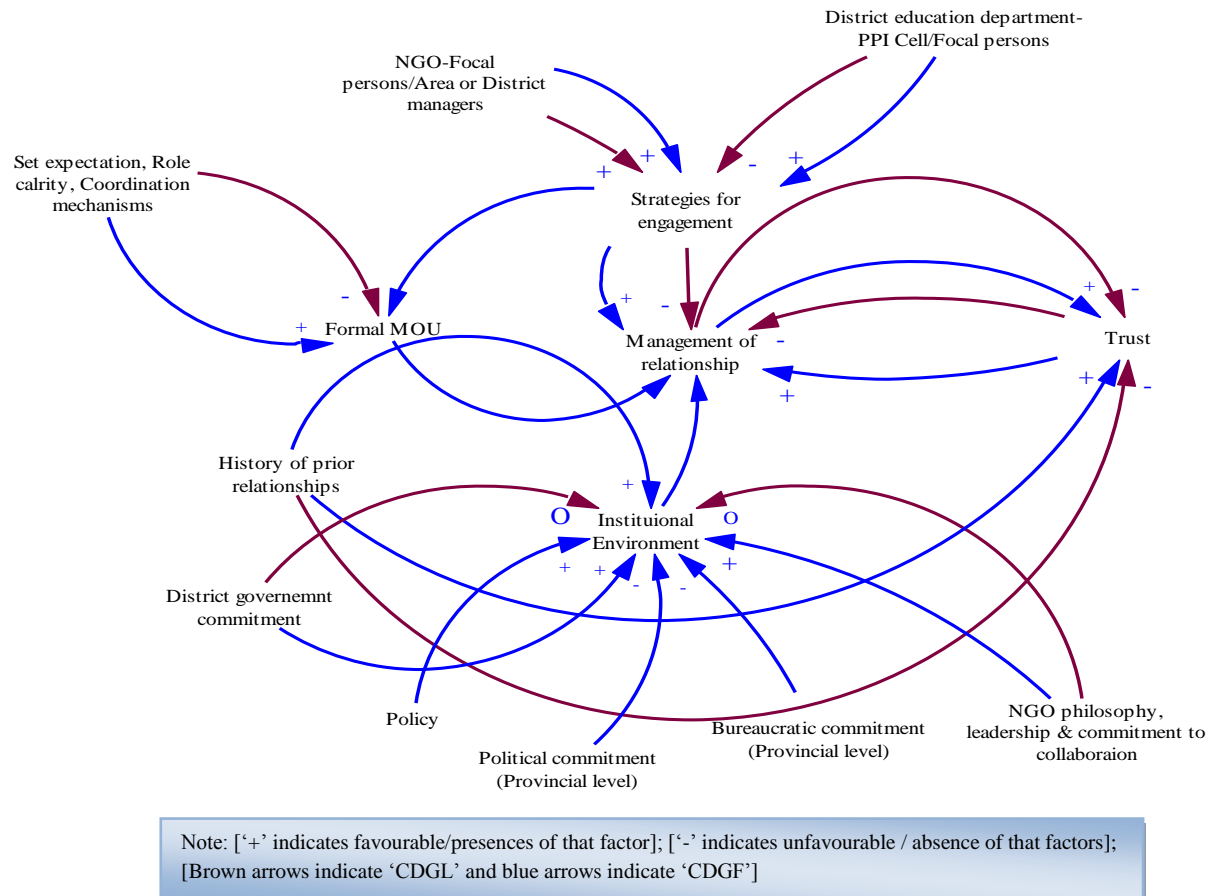 District education department-
PPI Cell/Focal persons
NGO-Focal
persons/Area or District
managers
Set expectation, Role
calrity, Coordination
mechanisms
+
+
-
+
+
Strategies for
engagement
-
+
Formal MOU
+
-
Management of
relationship
-
+
+
-
Trust
+
-
History of prior
relationships
+
O
Instituional
Environment
O
+
+
-
-
+
District governemnt
commitment
Policy
Political commitment
(Provincial level)
Bureaucratic commitment
(Provincial level)
NGO philosophy,
leadership & commitment to
collaboraion
Note: [‘+’ indicates favourable/presences of that factor]; [‘-’ indicates unfavourable / absence of that factors];
[Brown arrows indicate ‘CDGL’ and blue arrows indicate ‘CDGF’]